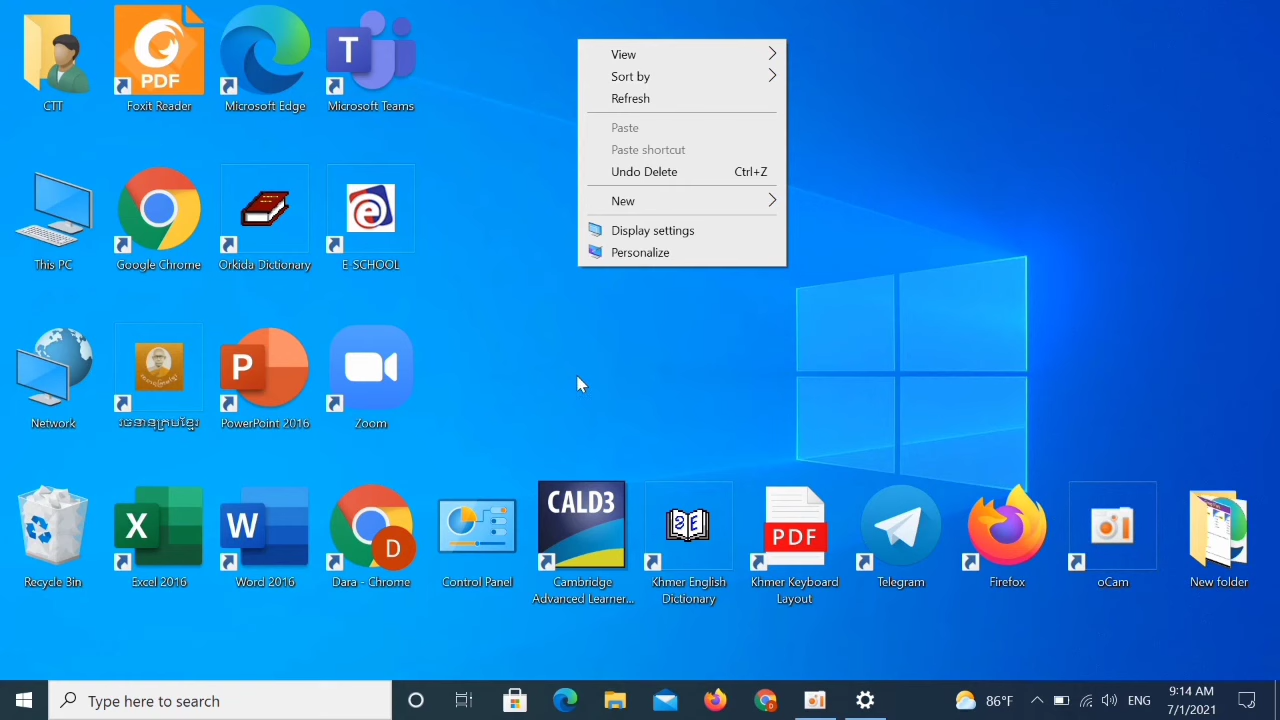 CTT
Foxit Reader
Microsoft Edge
Microsoft Teams
PDF
T
View
Sort by
Refresh
Paste
Paste shortcut
Undo Delete Ctrl+Z
New
Display settings
Personalize
This PC
Google Chrome
Orkida Dictionary
E-SCHOOL
P
Network
PowerPoint 2016
Zoom
X
W
D
CALD3
PDF
Recycle Bin
Excel 2016
Word 2016
Dara - Chrome
Control Panel
Cambridge Advanced Learner...
Khmer English Dictionary
Khmer Keyboard Layout
Telegram
Firefox
oCam
New folder
Type here to search
86°F
ENG
9:14 AM
7/1/2021